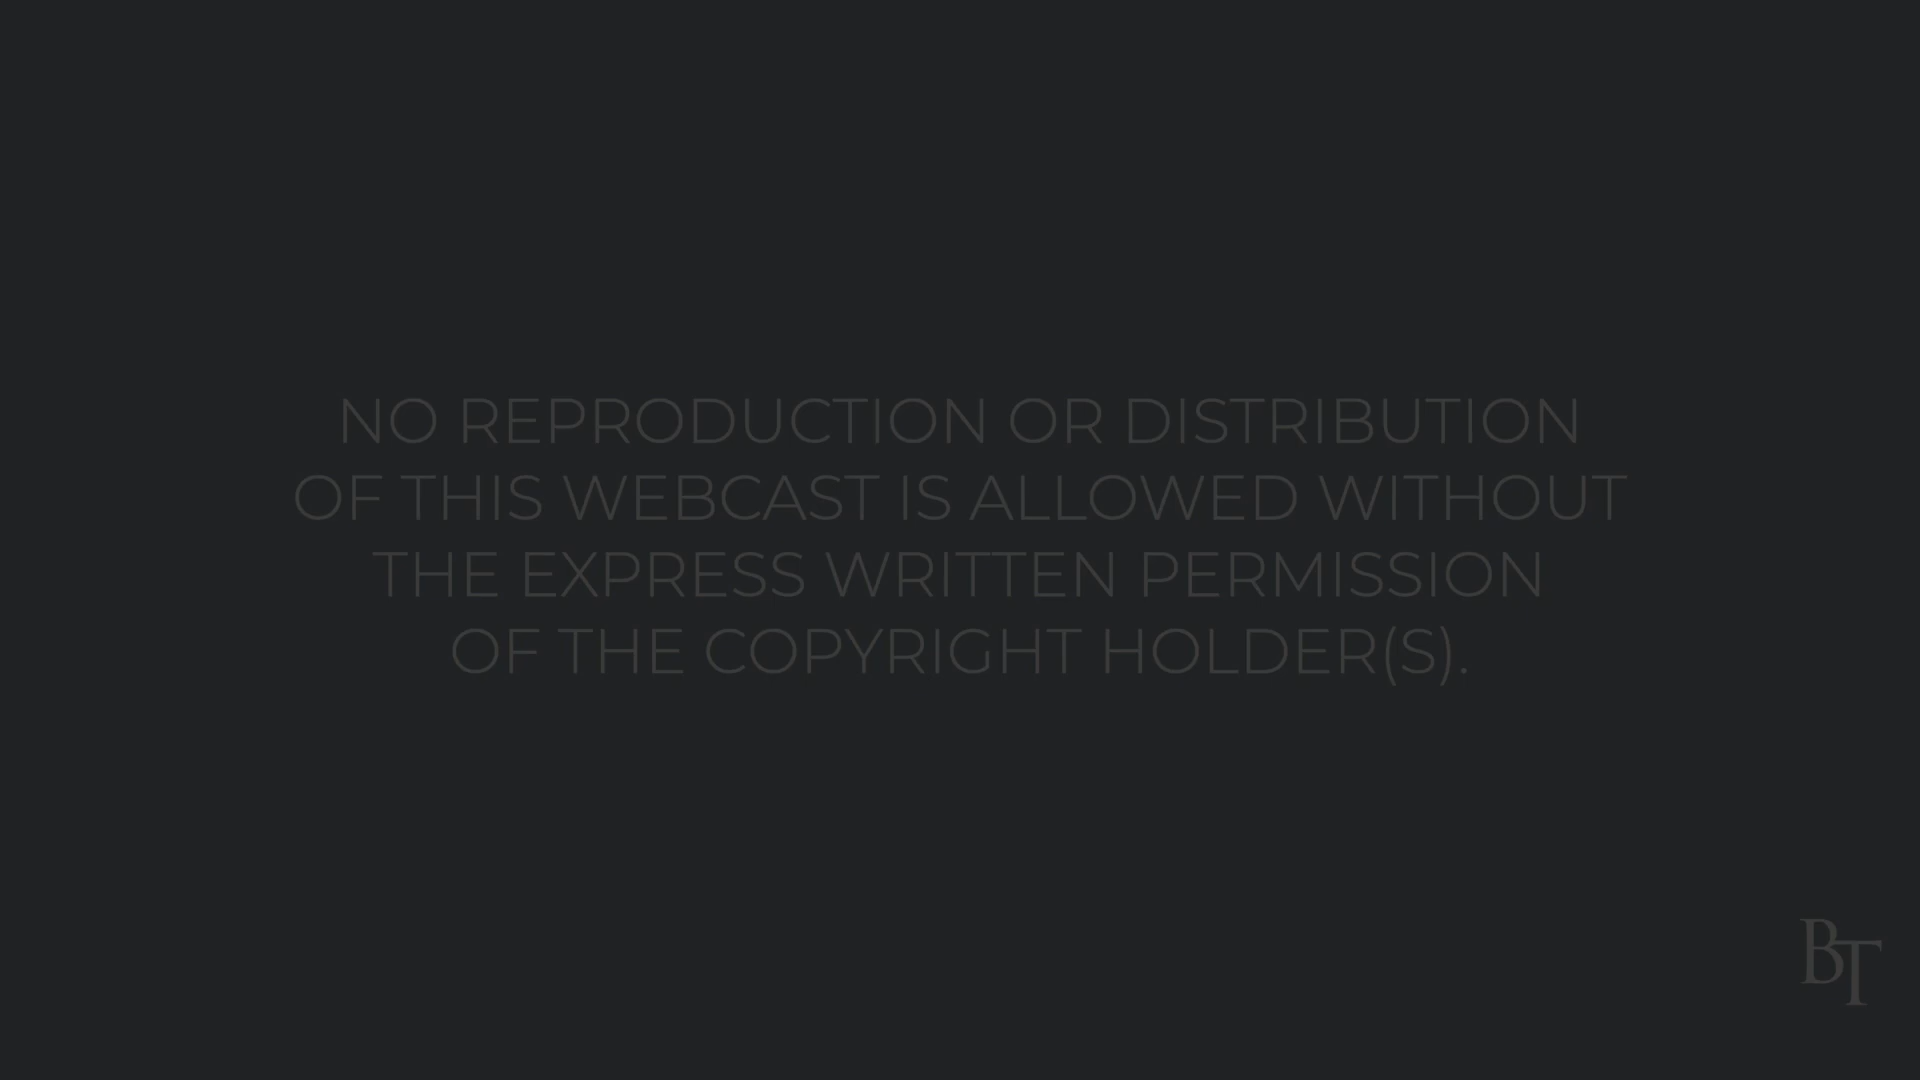 NO REPRODUCTION OR DISTRIBUTION
OF THIS WEBCAST IS ALLOWED WITHOUT
THE EXPRESS WRITTEN PERMISSION
OF THE COPYRIGHT HOLDER(S).
BT